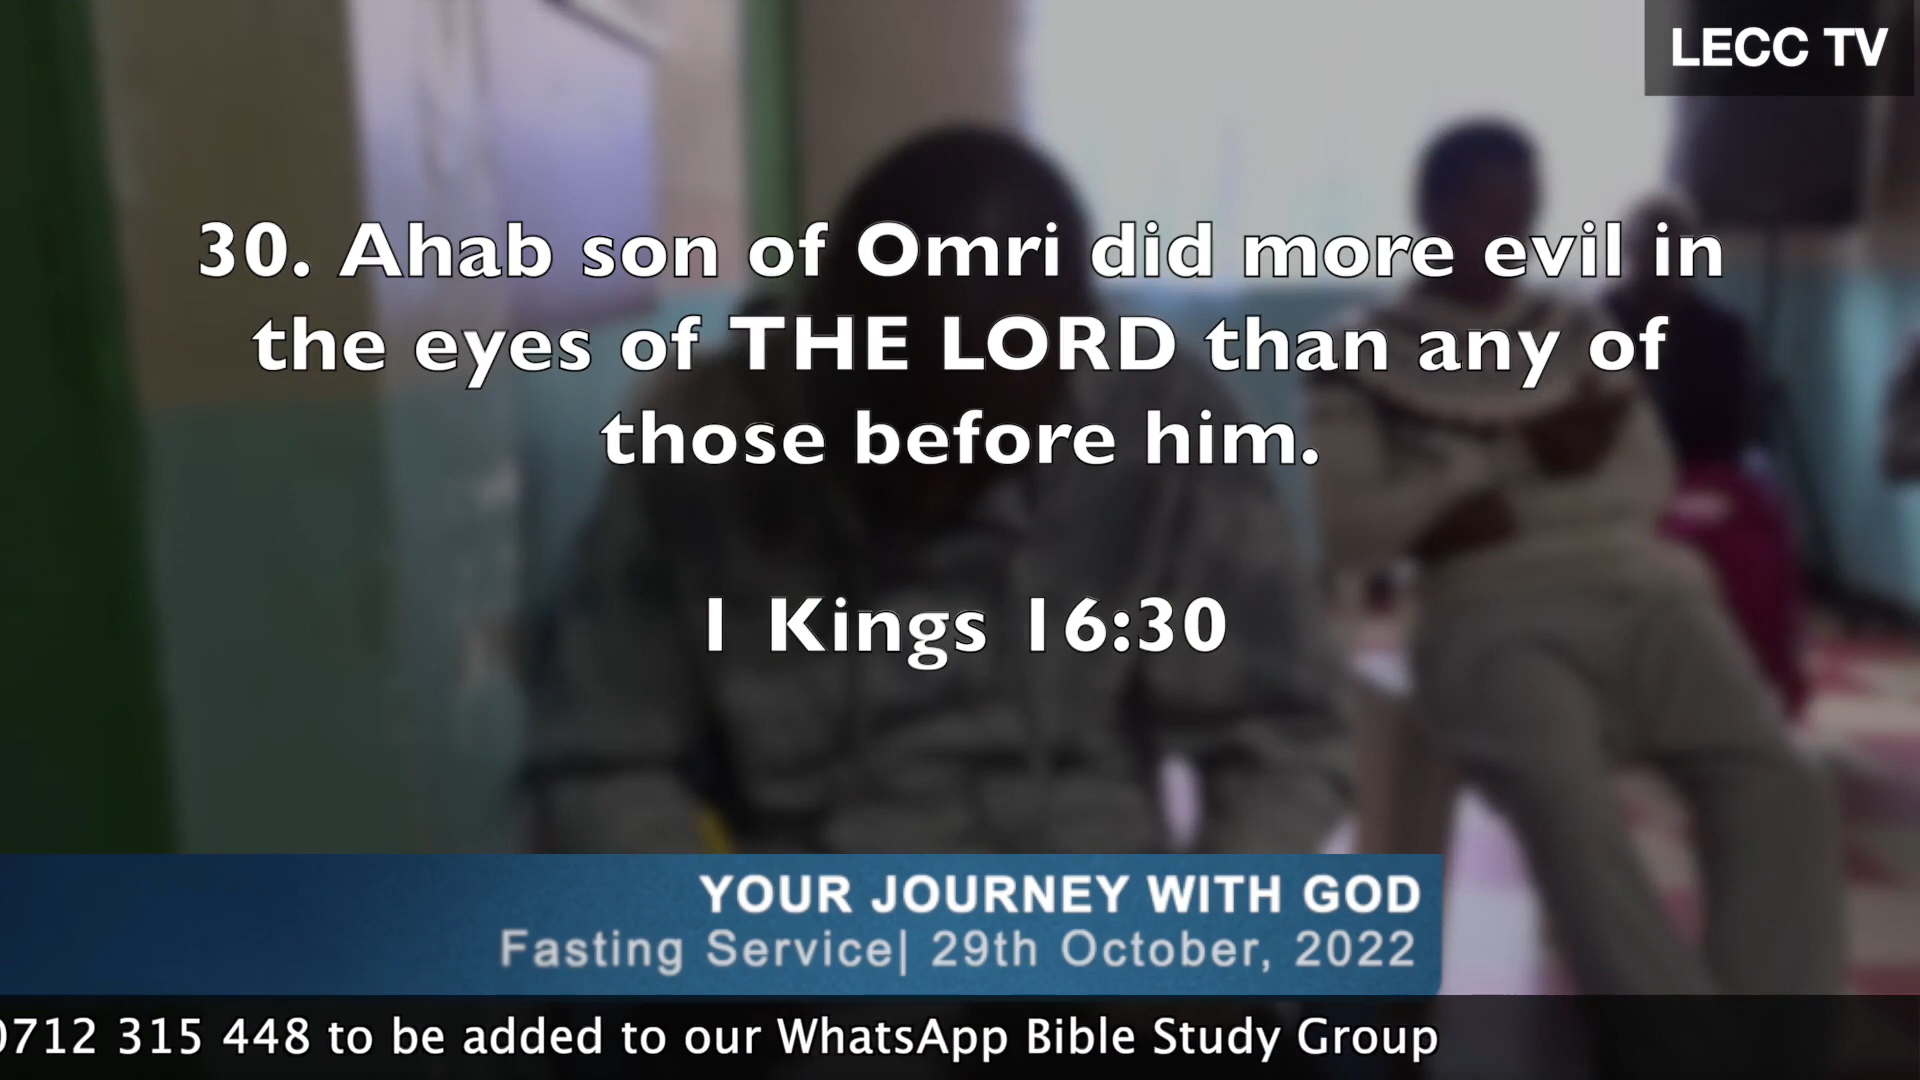 LECC TV
30. Ahab son of Omri did more evil in
the eyes of THE LORD than any of
those before him.
1 Kings 16:30
YOUR JOURNEY WITH GOD
Fasting Service| 29th October, 2022
0712 315 448 to be added to our WhatsApp Bible Study Group